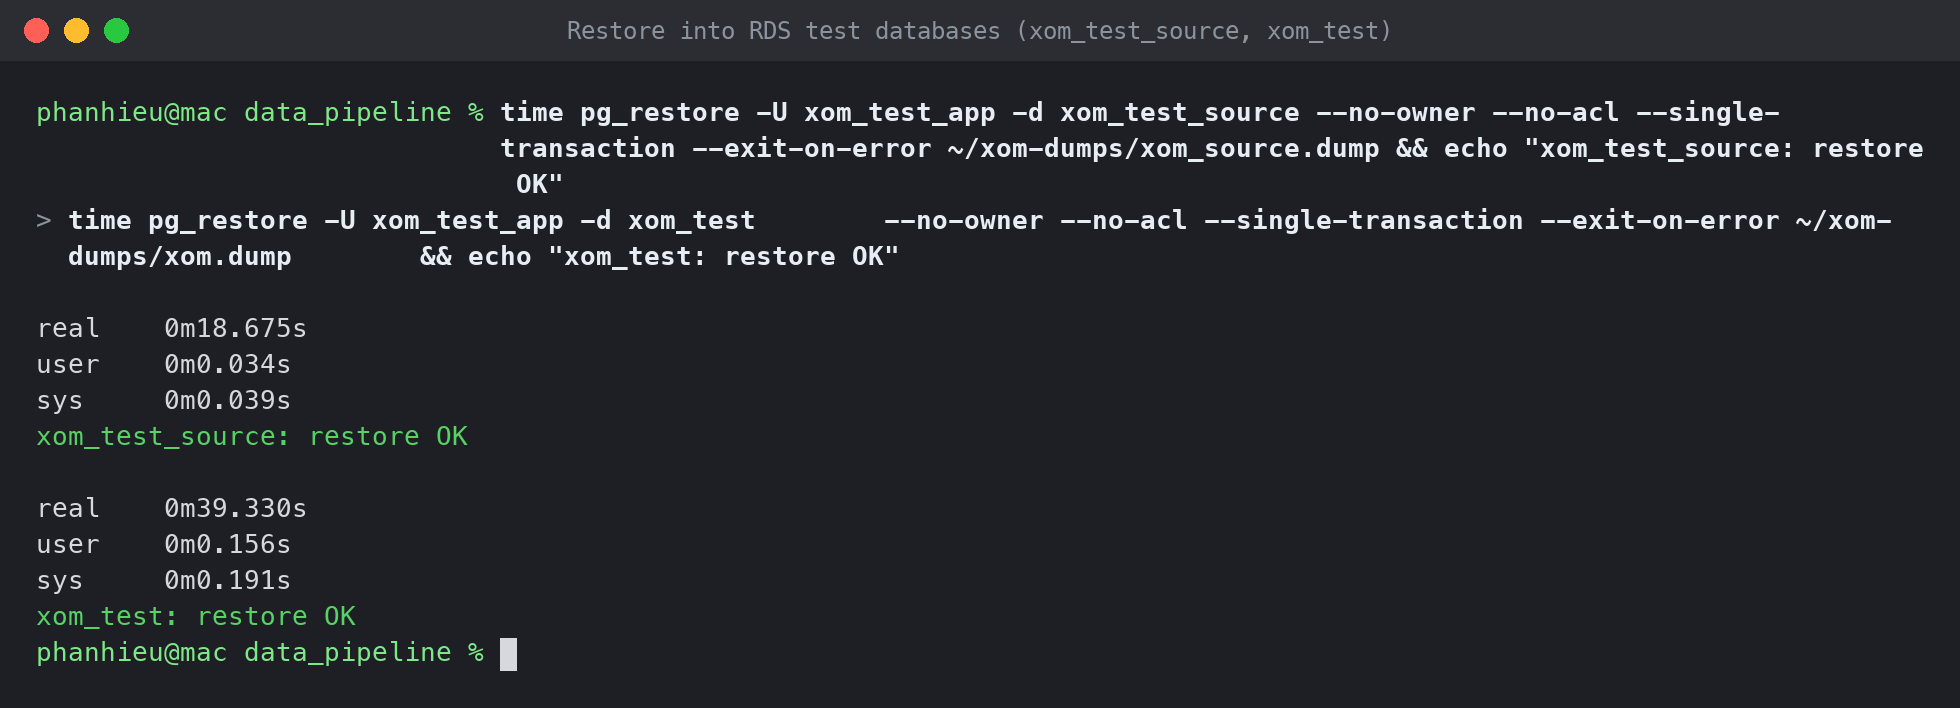 Restore into RDS test databases (xom_test_source, xom_test)
phanhieu@mac data_pipeline % time pg_restore -U xom_test_app -d xom_test_source --no-owner --no-acl --single-
transaction --exit-on-error ~/xom-dumps/xom_source.dump && echo "xom_test_source: restore
OK"
> time pg_restore -U xom_test_app -d xom_test        --no-owner --no-acl --single-transaction --exit-on-error ~/xom-
dumps/xom.dump        && echo "xom_test: restore OK"
real    0m18.675s
user    0m0.034s
sys     0m0.039s
xom_test_source: restore OK
real    0m39.330s
user    0m0.156s
sys     0m0.191s
xom_test: restore OK
phanhieu@mac data_pipeline %